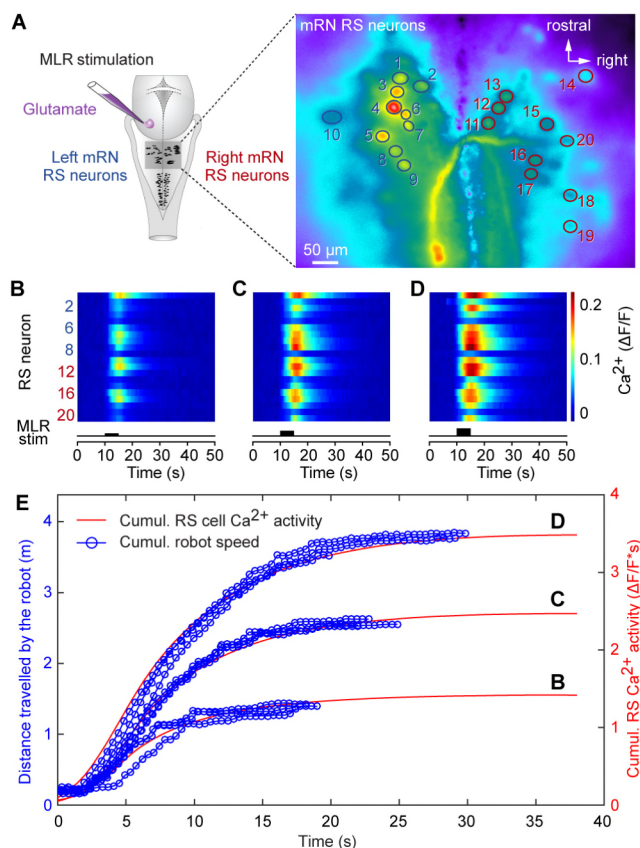 A
MLR stimulation
Glutamate
Left mRN
RS neurons
Right mRN
RS neurons
mRN RS neurons
rostral
right
1
2
3
4
5
6
7
8
9
10
11
12
13
14
15
16
17
18
19
20
50 µm
B
C
D
RS neuron
2
6
8
12
16
20
MLR
stim
0 10 20 30 40 50
Time (s)
0 10 20 30 40 50
Time (s)
0 10 20 30 40 50
Time (s)
0.2
0.1
0
Ca²⁺ (ΔF/F)
E
Cumul. RS cell Ca²⁺ activity
Cumul. robot speed
D
C
B
Distance travelled by the robot (m)
4
3
2
1
0
Cumul. RS Ca²⁺ activity (ΔF/F*s)
4
3
2
1
0
0 5 10 15 20 25 30 35 40
Time (s)